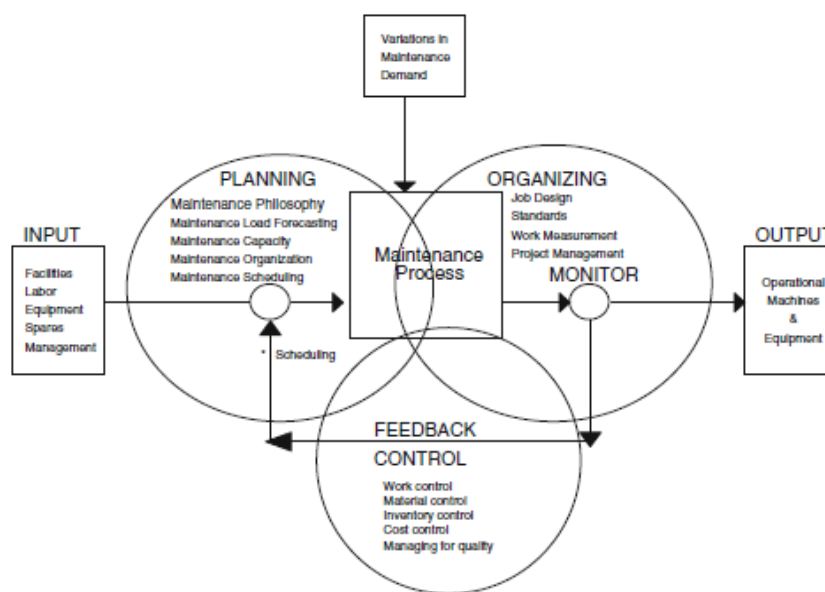 Variations in
Maintenance
Demand
PLANNING
Maintenance Philosophy
Maintenance Load Forecasting
Maintenance Capacity
Maintenance Organization
Maintenance Scheduling
ORGANIZING
Job Design
Standards
Work Measurement
Project Management
MONITOR
INPUT
Facilities
Labor
Equipment
Spares
Management
Maintenance
Process
OUTPUT
Operational
Machines
&
Equipment
* Scheduling
FEEDBACK
CONTROL
Work control
Material control
Inventory control
Cost control
Managing for quality